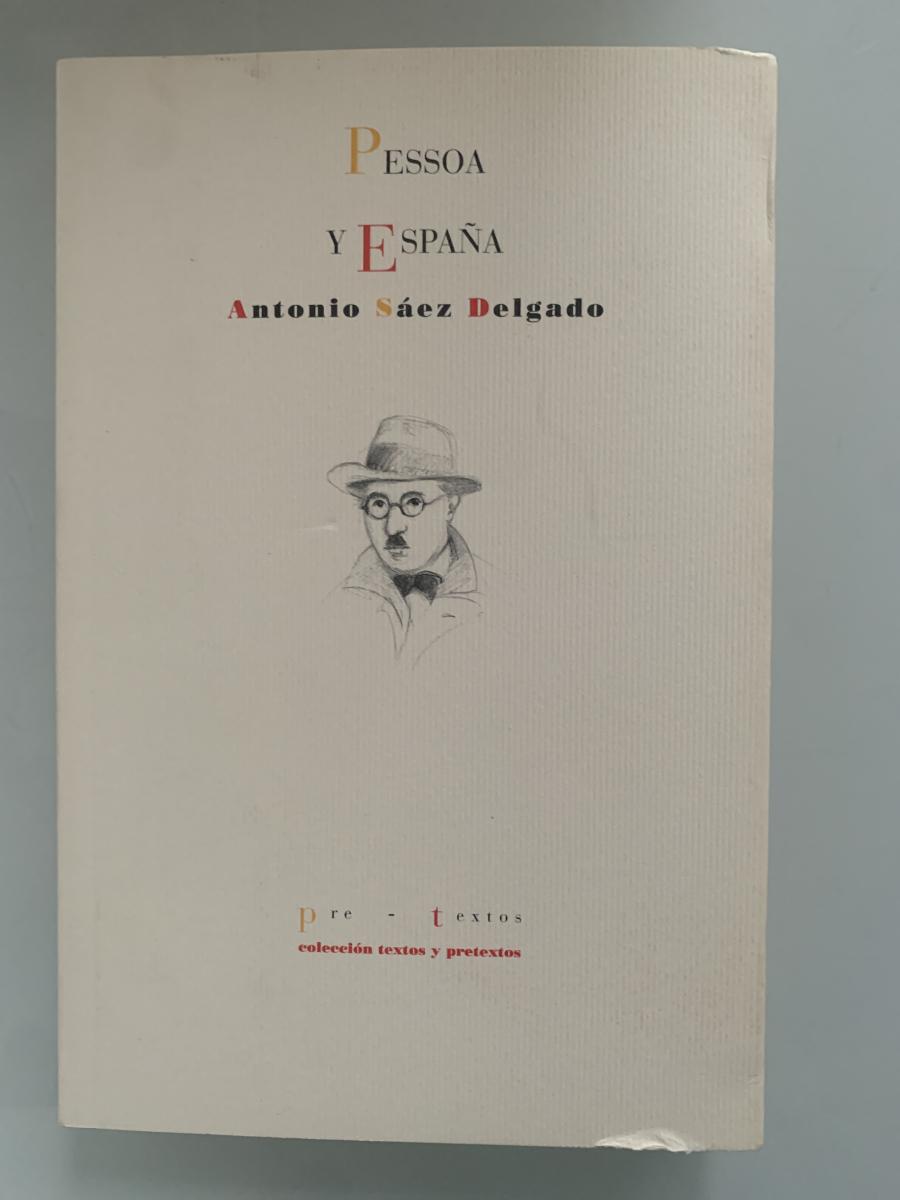 PESSOA
Y ESPAÑA
Antonio Sáez Delgado
pre - textos
colección textos y pretextos